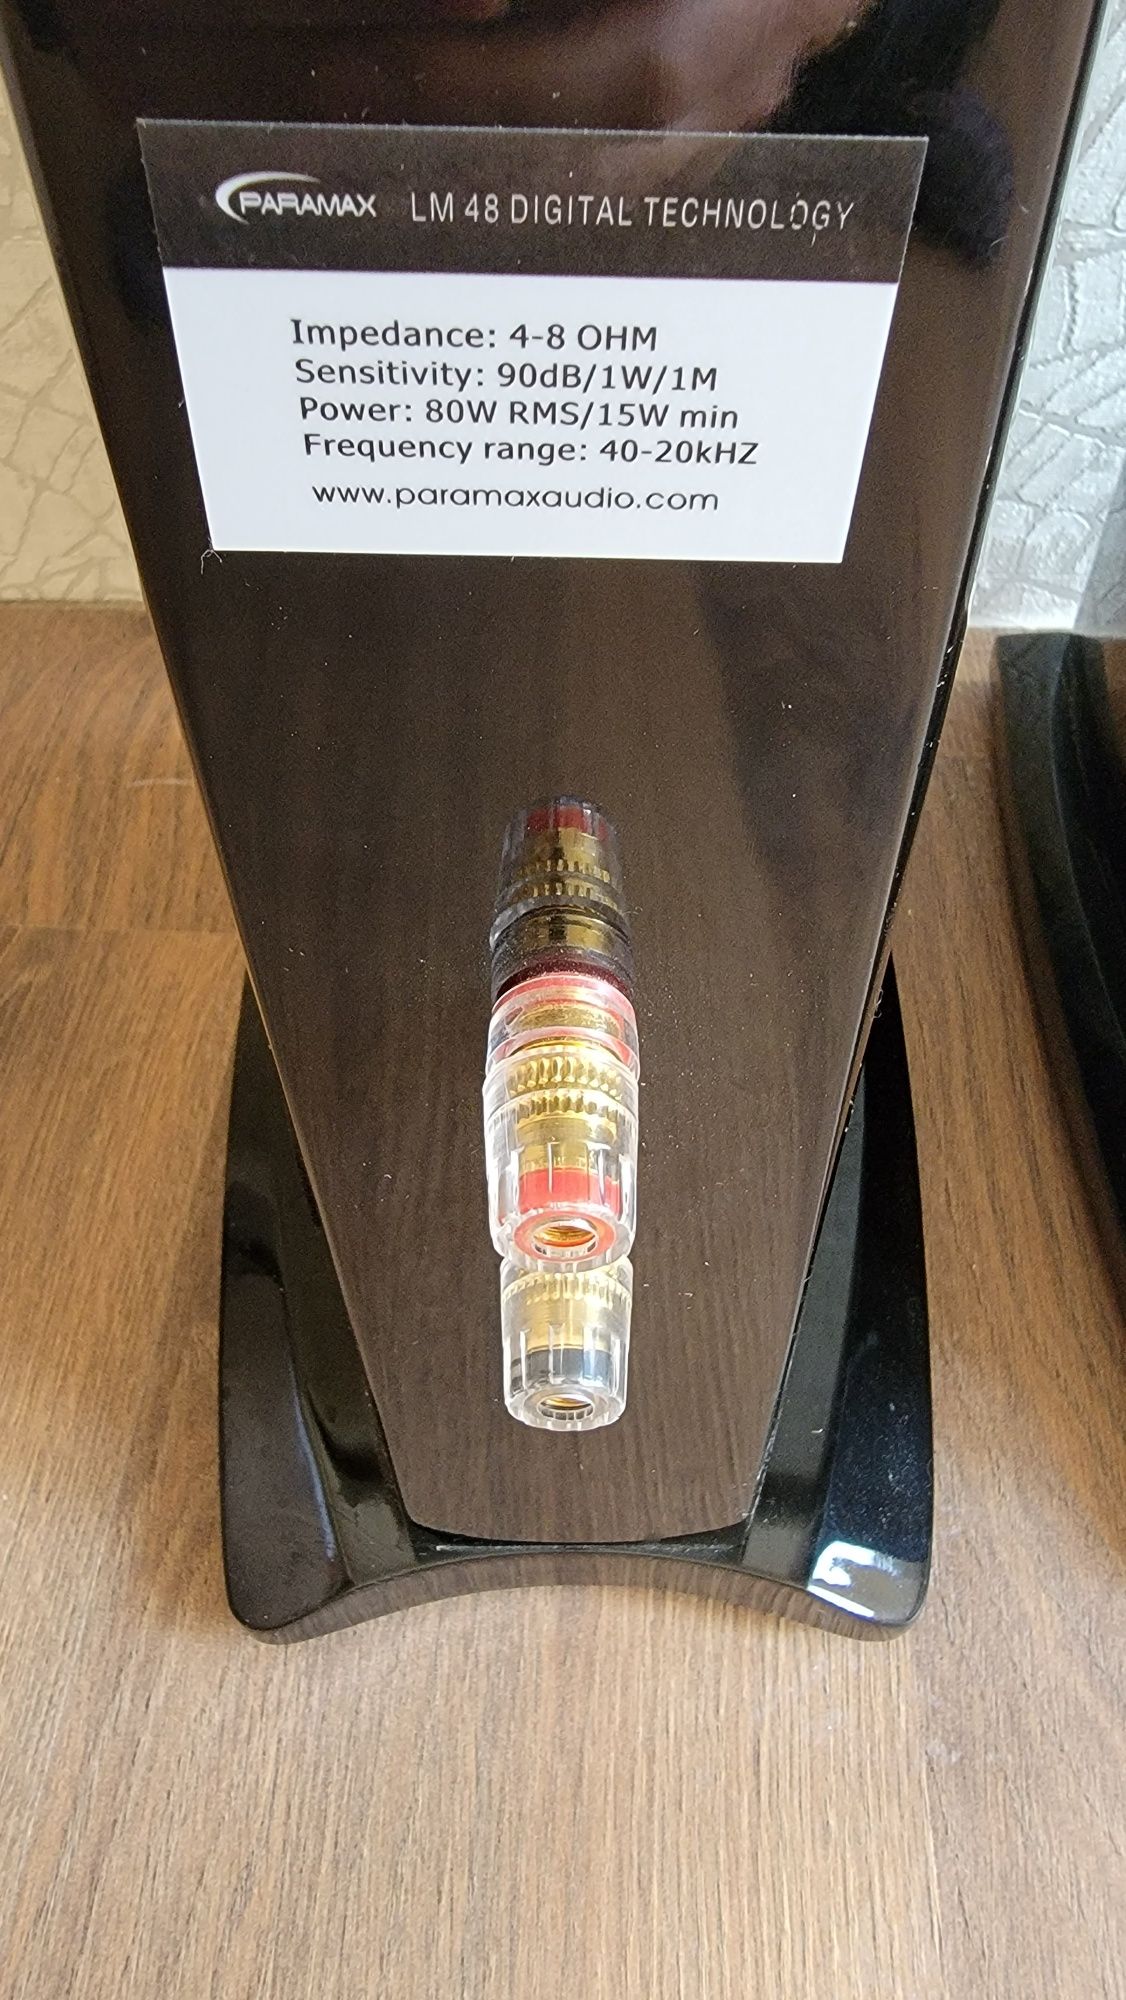 PARAMAX LM 48 DIGITAL TECHNOLOGY
Impedance: 4-8 OHM
Sensitivity: 90dB/1W/1M
Power: 80W RMS/15W min
Frequency range: 40-20kHZ
www.paramaxaudio.com